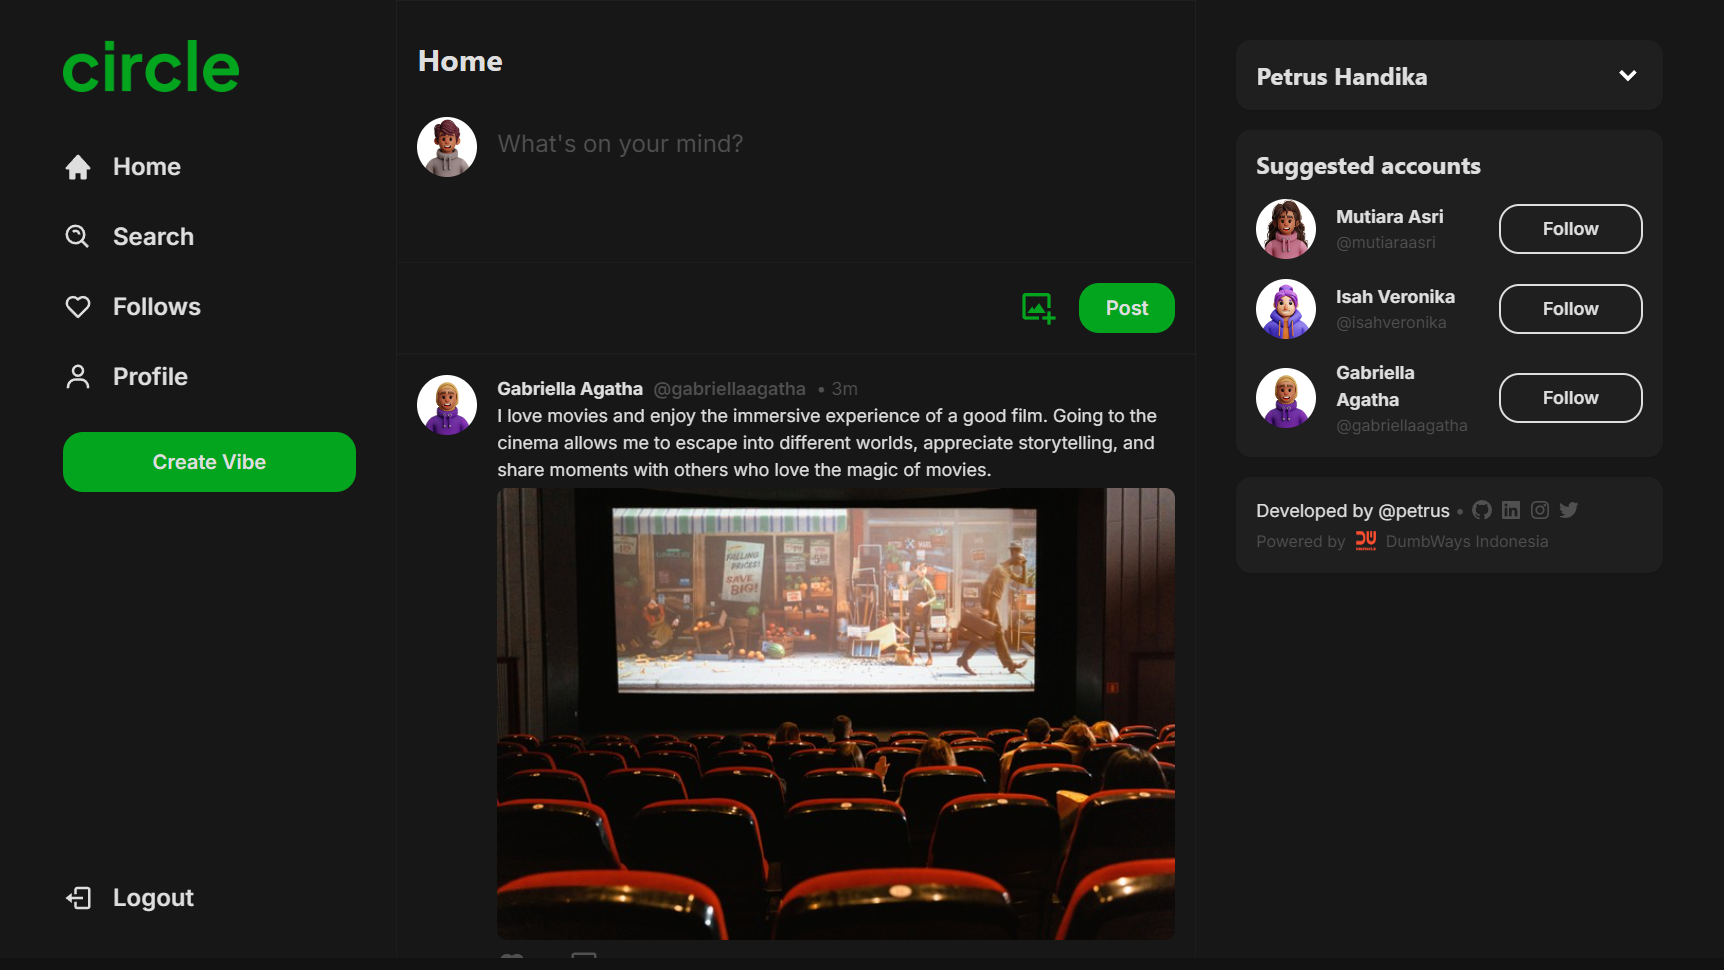 circle
Home
Search
Follows
Profile
Create Vibe
Logout
Home
What's on your mind?
Post
Gabriella Agatha @gabriellaagatha • 3m
I love movies and enjoy the immersive experience of a good film. Going to the
cinema allows me to escape into different worlds, appreciate storytelling, and
share moments with others who love the magic of movies.
FALLING
PRICES!
SAVE
BIG!
Petrus Handika
Suggested accounts
Mutiara Asri
@mutiaraasri
Follow
Isah Veronika
@isahveronika
Follow
Gabriella
Agatha
@gabriellaagatha
Follow
Developed by @petrus •
Powered by DumbWays Indonesia